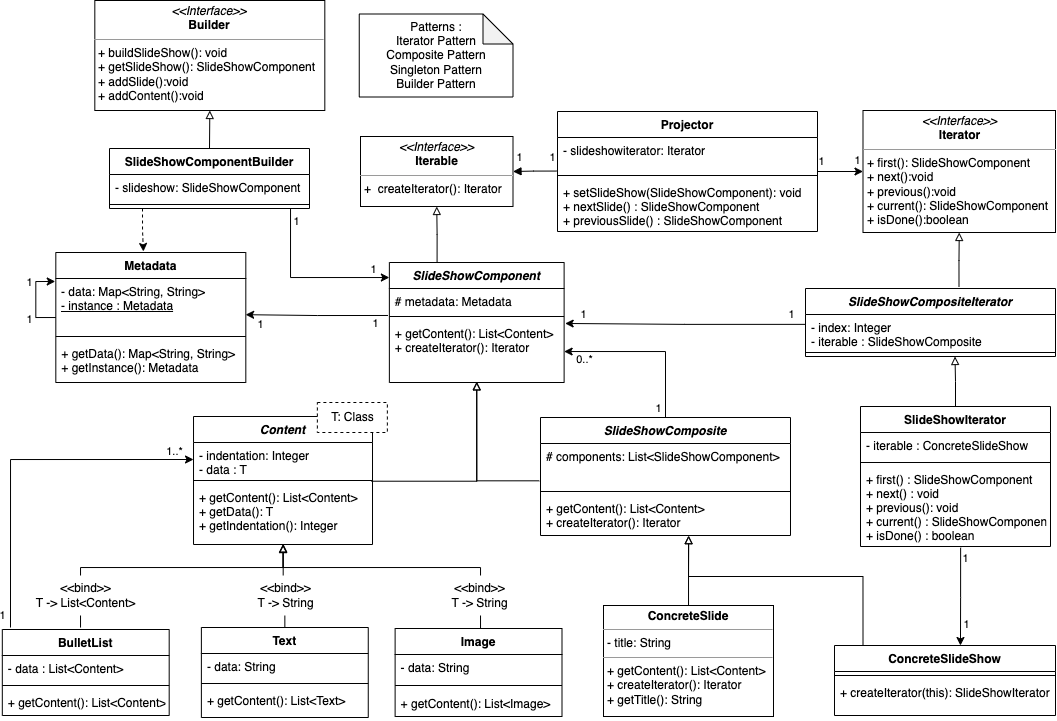 <<Interface>>
Builder
+ buildSlideShow(): void
+ getSlideShow(): SlideShowComponent
+ addSlide():void
+ addContent():void
Patterns :
Iterator Pattern
Composite Pattern
Singleton Pattern
Builder Pattern
SlideShowComponentBuilder
- slideshow: SlideShowComponent
<<Interface>>
Iterable
+ createIterator(): Iterator
1
1
Projector
- slideshowiterator: Iterator
+ setSlideShow(SlideShowComponent): void
+ nextSlide() : SlideShowComponent
+ previousSlide() : SlideShowComponent
1
1
<<Interface>>
Iterator
+ first(): SlideShowComponent
+ next():void
+ previous():void
+ current(): SlideShowComponent
+ isDone():boolean
1
1
Metadata
- data: Map<String, String>
- instance : Metadata
+ getData(): Map<String, String>
+ getInstance(): Metadata
1
1
1
1
SlideShowComponent
# metadata: Metadata
+ getContent(): List<Content>
+ createIterator(): Iterator
1
1
0..*
1
SlideShowCompositeIterator
- index: Integer
- iterable : SlideShowComposite
T: Class
Content
- indentation: Integer
- data : T
+ getContent(): List<Content>
+ getData(): T
+ getIndentation(): Integer
1..*
1
SlideShowComposite
# components: List<SlideShowComponent>
+ getContent(): List<Content>
+ createIterator(): Iterator
SlideShowIterator
- iterable : ConcreteSlideShow
+ first() : SlideShowComponent
+ next() : void
+ previous(): void
+ current() : SlideShowComponen
+ isDone() : boolean
1
1
<<bind>>
T -> List<Content>
<<bind>>
T -> String
<<bind>>
T -> String
BulletList
- data : List<Content>
+ getContent(): List<Content>
Text
- data: String
+ getContent(): List<Text>
Image
- data: String
+ getContent(): List<Image>
ConcreteSlide
- title: String
+ getContent(): List<Content>
+ createIterator(): Iterator
+ getTitle(): String
ConcreteSlideShow
+ createIterator(this): SlideShowIterator